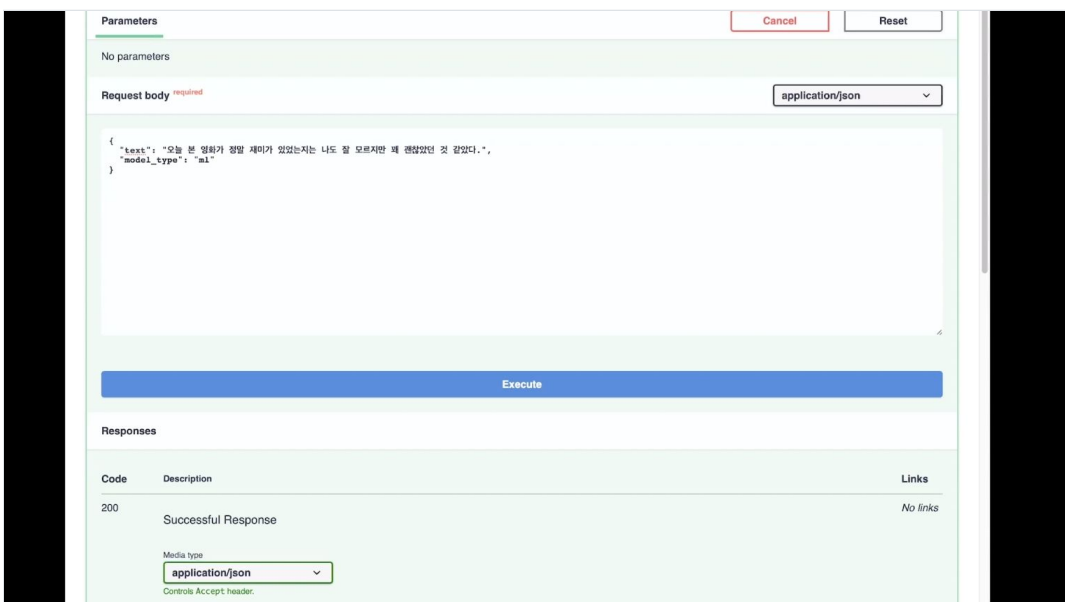 Parameters
Cancel
Reset
No parameters
Request body required
application/json
{
"text": "오늘 본 영화가 정말 재미가 있었는지는 나도 잘 모르지만 꽤 괜찮았던 것 같았다.",
"model_type": "ml"
}
Execute
Responses
Code Description Links
200 Successful Response No links
Media type
application/json
Controls Accept header.